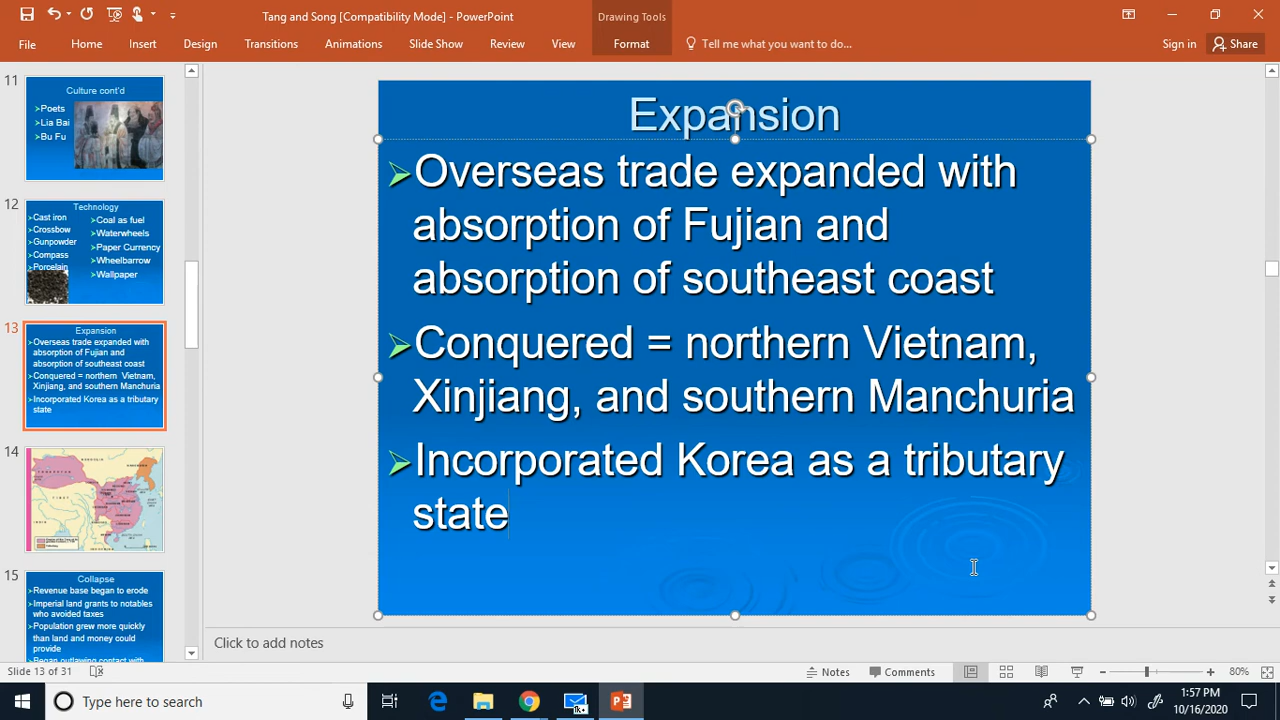 Tang and Song [Compatibility Mode] - PowerPoint
Drawing Tools
File Home Insert Design Transitions Animations Slide Show Review View Format Tell me what you want to do... Sign in Share
11
Culture cont'd
Poets
Lia Bai
Bu Fu
12
Technology
Cast iron
Crossbow
Gunpowder
Compass
Porcelain
Coal as fuel
Waterwheels
Paper Currency
Wheelbarrow
Wallpaper
13
Expansion
Overseas trade expanded with
absorption of Fujian and
absorption of southeast coast
Conquered = northern Vietnam,
Xinjiang, and southern Manchuria
Incorporated Korea as a tributary
state
14
15
Collapse
Revenue base began to erode
Imperial land grants to notables
who avoided taxes
Population grew more quickly
than land and money could
provide
Began outlawing contact with
Expansion
Overseas trade expanded with
absorption of Fujian and
absorption of southeast coast
Conquered = northern Vietnam,
Xinjiang, and southern Manchuria
Incorporated Korea as a tributary
state
Click to add notes
Slide 13 of 31
Notes
Comments
80%
Type here to search
1:57 PM
10/16/2020